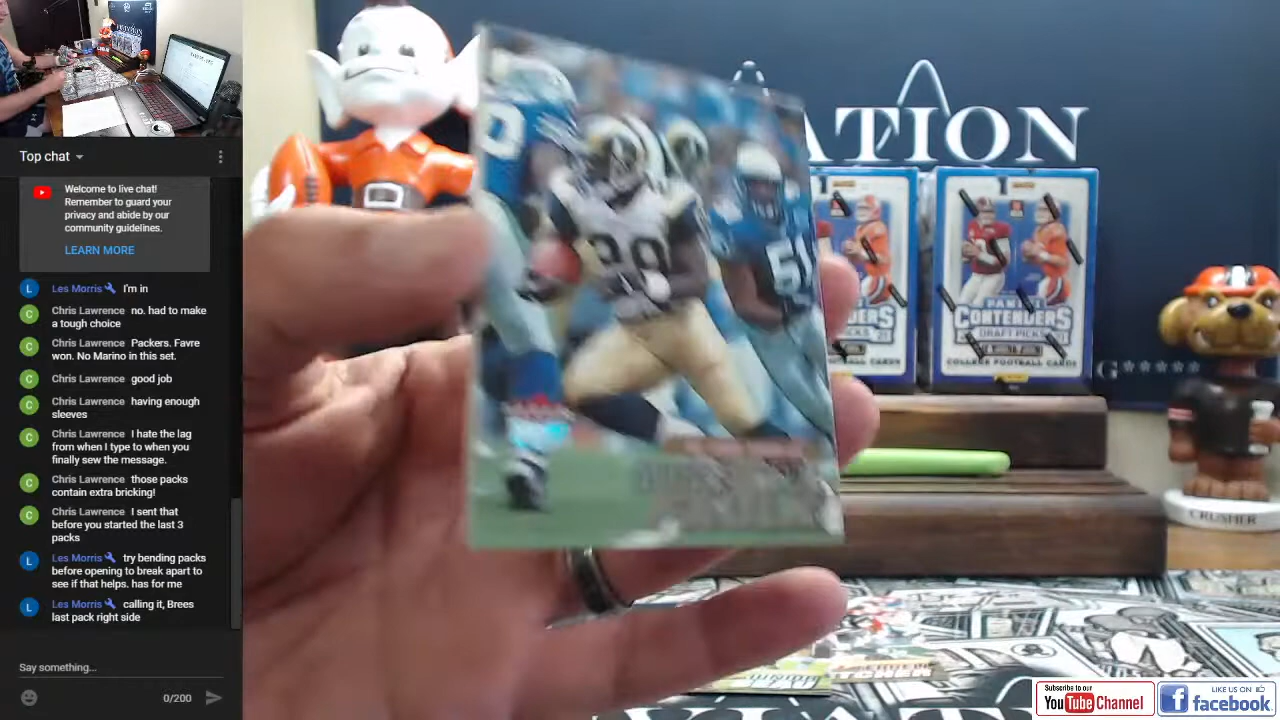 Top chat
Welcome to live chat!
Remember to guard your
privacy and abide by our
community guidelines.
LEARN MORE
L Les Morris I'm in
C Chris Lawrence no. had to make
a tough choice
C Chris Lawrence Packers. Favre
won. No Marino in this set.
C Chris Lawrence good job
C Chris Lawrence having enough
sleeves
C Chris Lawrence I hate the lag
from when I type to when you
finally sew the message.
C Chris Lawrence those packs
contain extra bricking!
C Chris Lawrence I sent that
before you started the last 3
packs
L Les Morris try bending packs
before opening to break apart to
see if that helps. has for me
L Les Morris calling it, Brees
last pack right side
Say something...
0/200
ATION
1
1
PANINI
CONTENDERS
DRAFT PICKS
COLLEGE FOOTBALL CARDS
G*****
CRUSHER
51
Subscribe to our
YouTube Channel
LIKE US ON
facebook